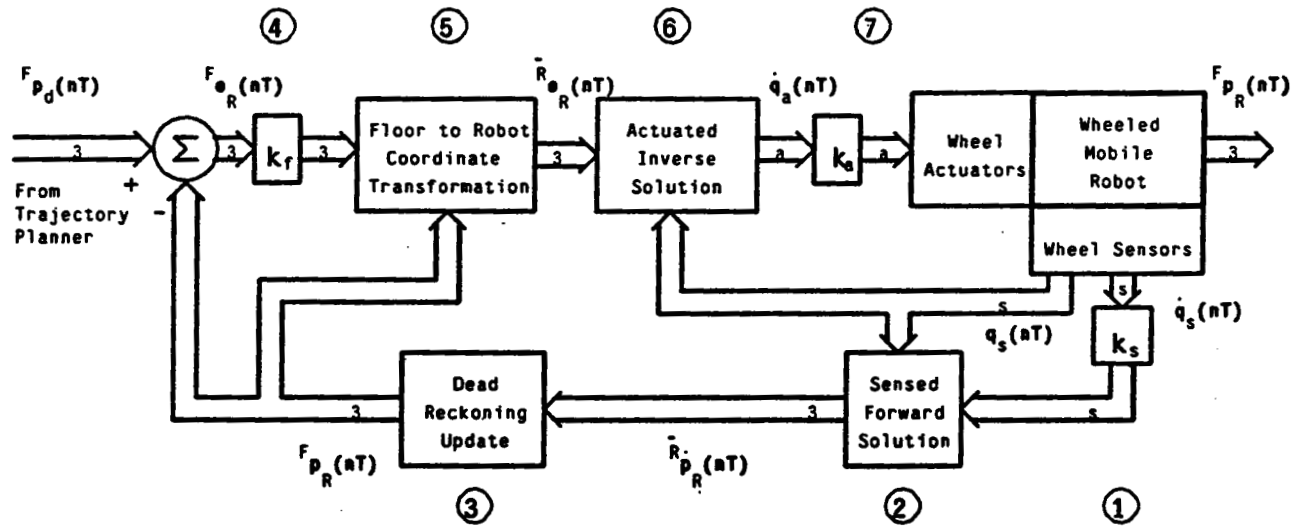 ④ ⑤ ⑥ ⑦
F p_d(nT)
F e_R(nT)
R̄ e_R(nT)
q̇_a(nT)
F p_R(nT)
3
Σ
+
-
3
k_f
3
Floor to Robot
Coordinate
Transformation
3
Actuated
Inverse
Solution
a
k_a
a
Wheel
Actuators
Wheeled
Mobile
Robot
3
From
Trajectory
Planner
Wheel Sensors
s
q̇_s(nT)
s
q_s(nT)
k_s
Dead
Reckoning
Update
3
Sensed
Forward
Solution
s
3
F p_R(nT)
R̄ ṗ_R(nT)
③ ② ①